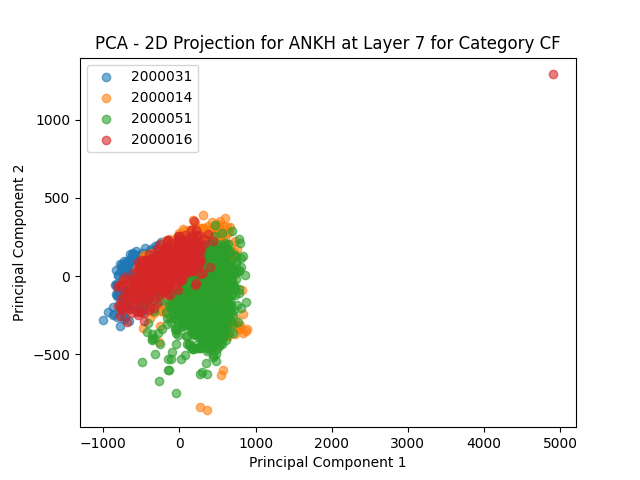 PCA - 2D Projection for ANKH at Layer 7 for Category CF
2000031
2000014
2000051
2000016
Principal Component 2
1000
500
0
−500
−1000 0 1000 2000 3000 4000 5000
Principal Component 1